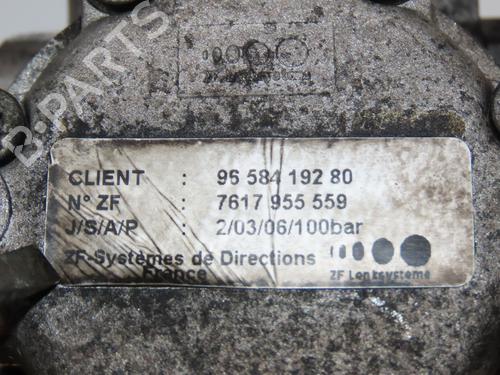 B-PARTS
CLIENT : 96 584 192 80
N° ZF : 7617 955 559
J/S/A/P : 2/03/06/100bar
ZF-Systèmes de Directions
France
ZF Lenksysteme